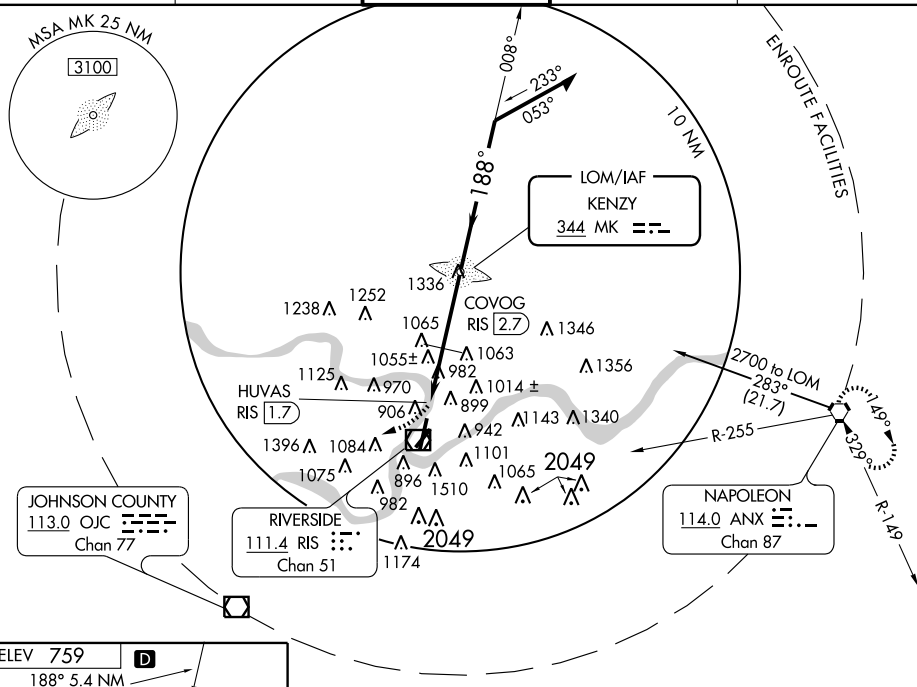 MSA MK 25 NM
3100
008°
233°
053°
10 NM
ENROUTE FACILITIES
188°
LOM/IAF
KENZY
344 MK
1336
1238
1252
COVOG
RIS 2.7
1065
1346
1055±
1063
1356
982
1125
970
1014 ±
2700 to LOM
283°
(21.7)
HUVAS
RIS 1.7
906
899
1143
1340
149°
R-255
942
329°
1396
1084
1101
1075
896
1510
1065
2049
R-149
JOHNSON COUNTY
113.0 OJC
Chan 77
982
RIVERSIDE
111.4 RIS
Chan 51
2049
1174
NAPOLEON
114.0 ANX
Chan 87
ELEV 759
D
188° 5.4 NM